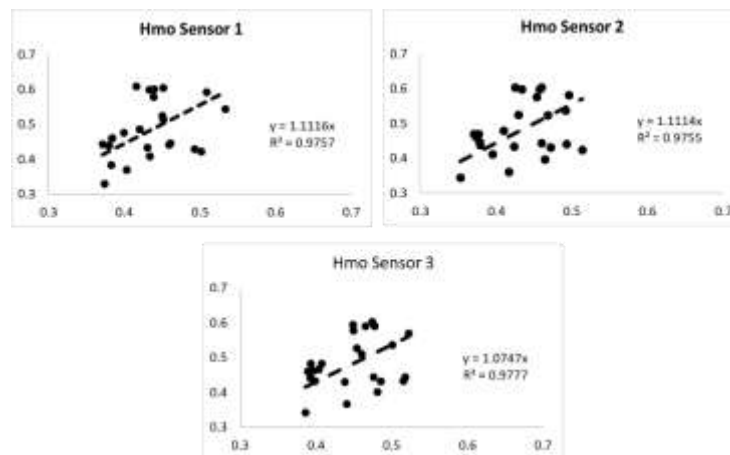 Hmo Sensor 1
0.7
0.6
0.5
0.4
0.3
y = 1.1116x
R² = 0.9757
0.3 0.4 0.5 0.6 0.7
Hmo Sensor 2
0.7
0.6
0.5
0.4
0.3
y = 1.1114x
R² = 0.9755
0.3 0.4 0.5 0.6 0.7
Hmo Sensor 3
0.7
0.6
0.5
0.4
0.3
y = 1.0747x
R² = 0.9777
0.3 0.4 0.5 0.6 0.7